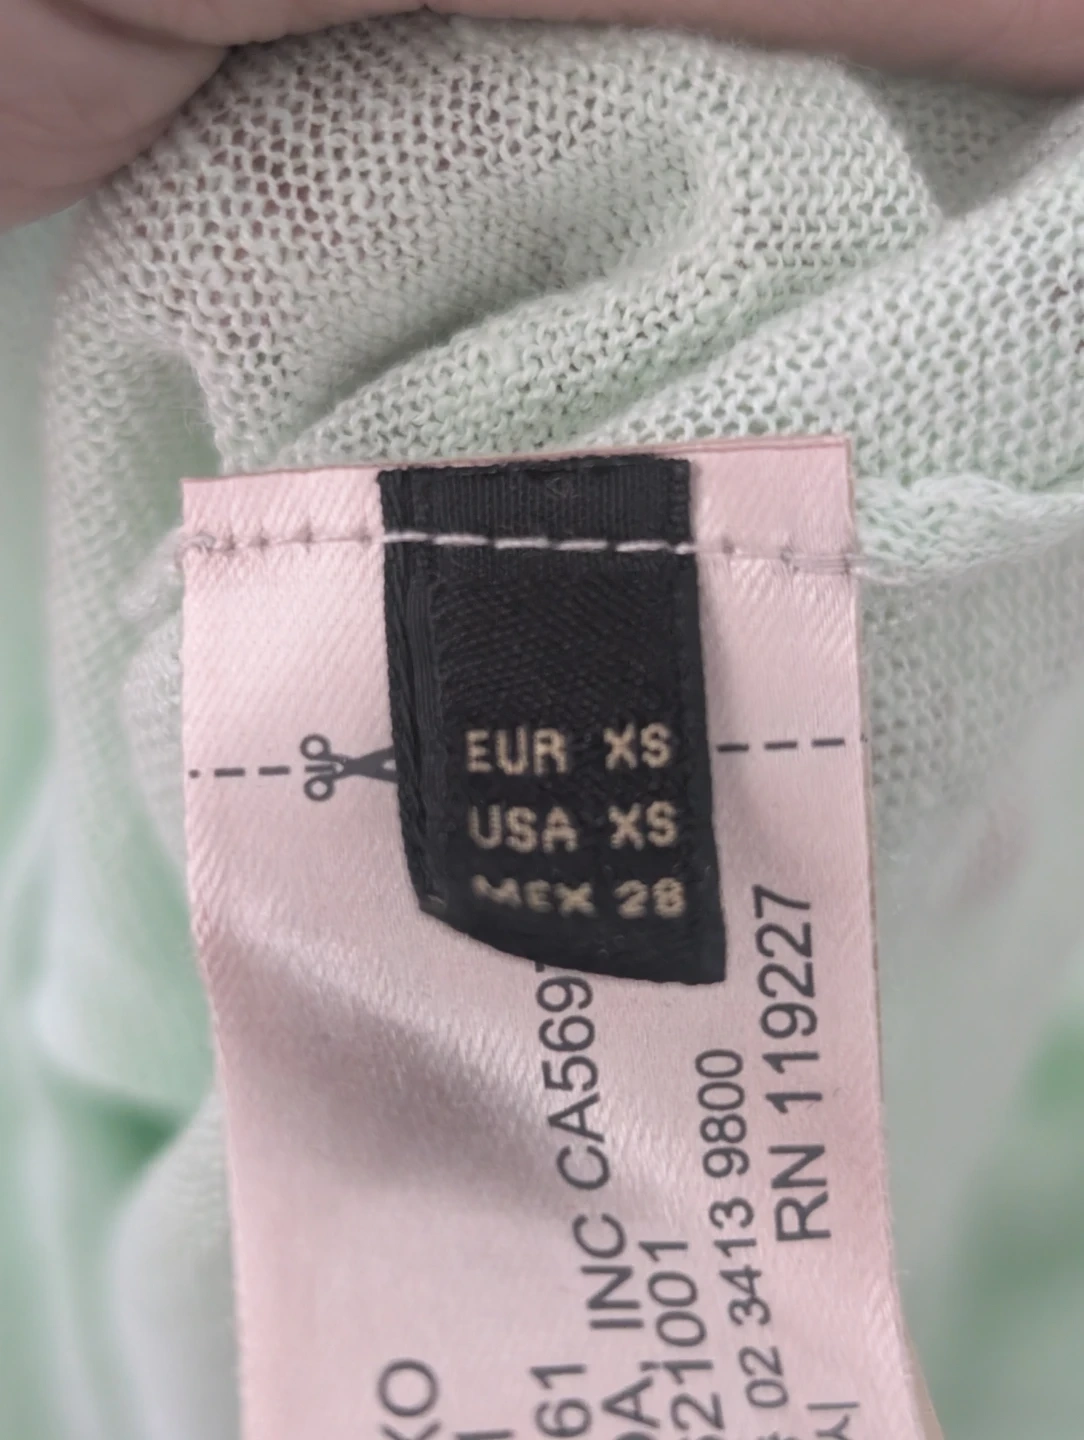 EUR XS
USA XS
MEX 28
INC CA569
21001
02 3413 9800
RN 119227